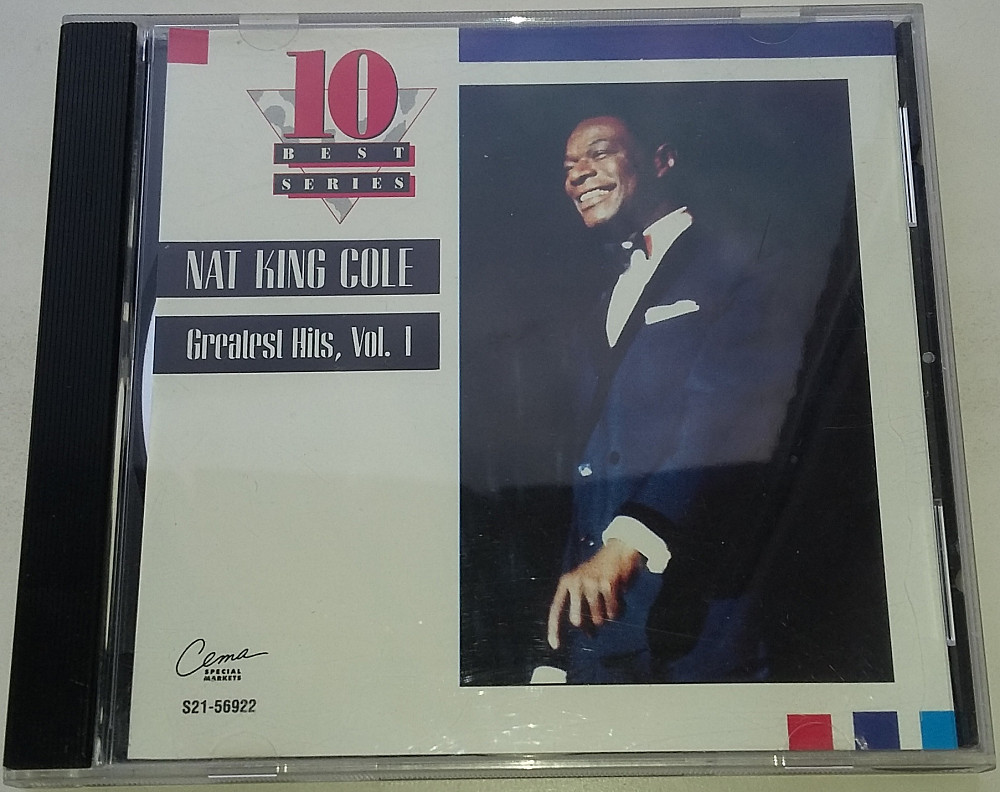 10
BEST
SERIES
NAT KING COLE
Greatest Hits, Vol. 1
Cema
SPECIAL
MARKETS
S21-56922